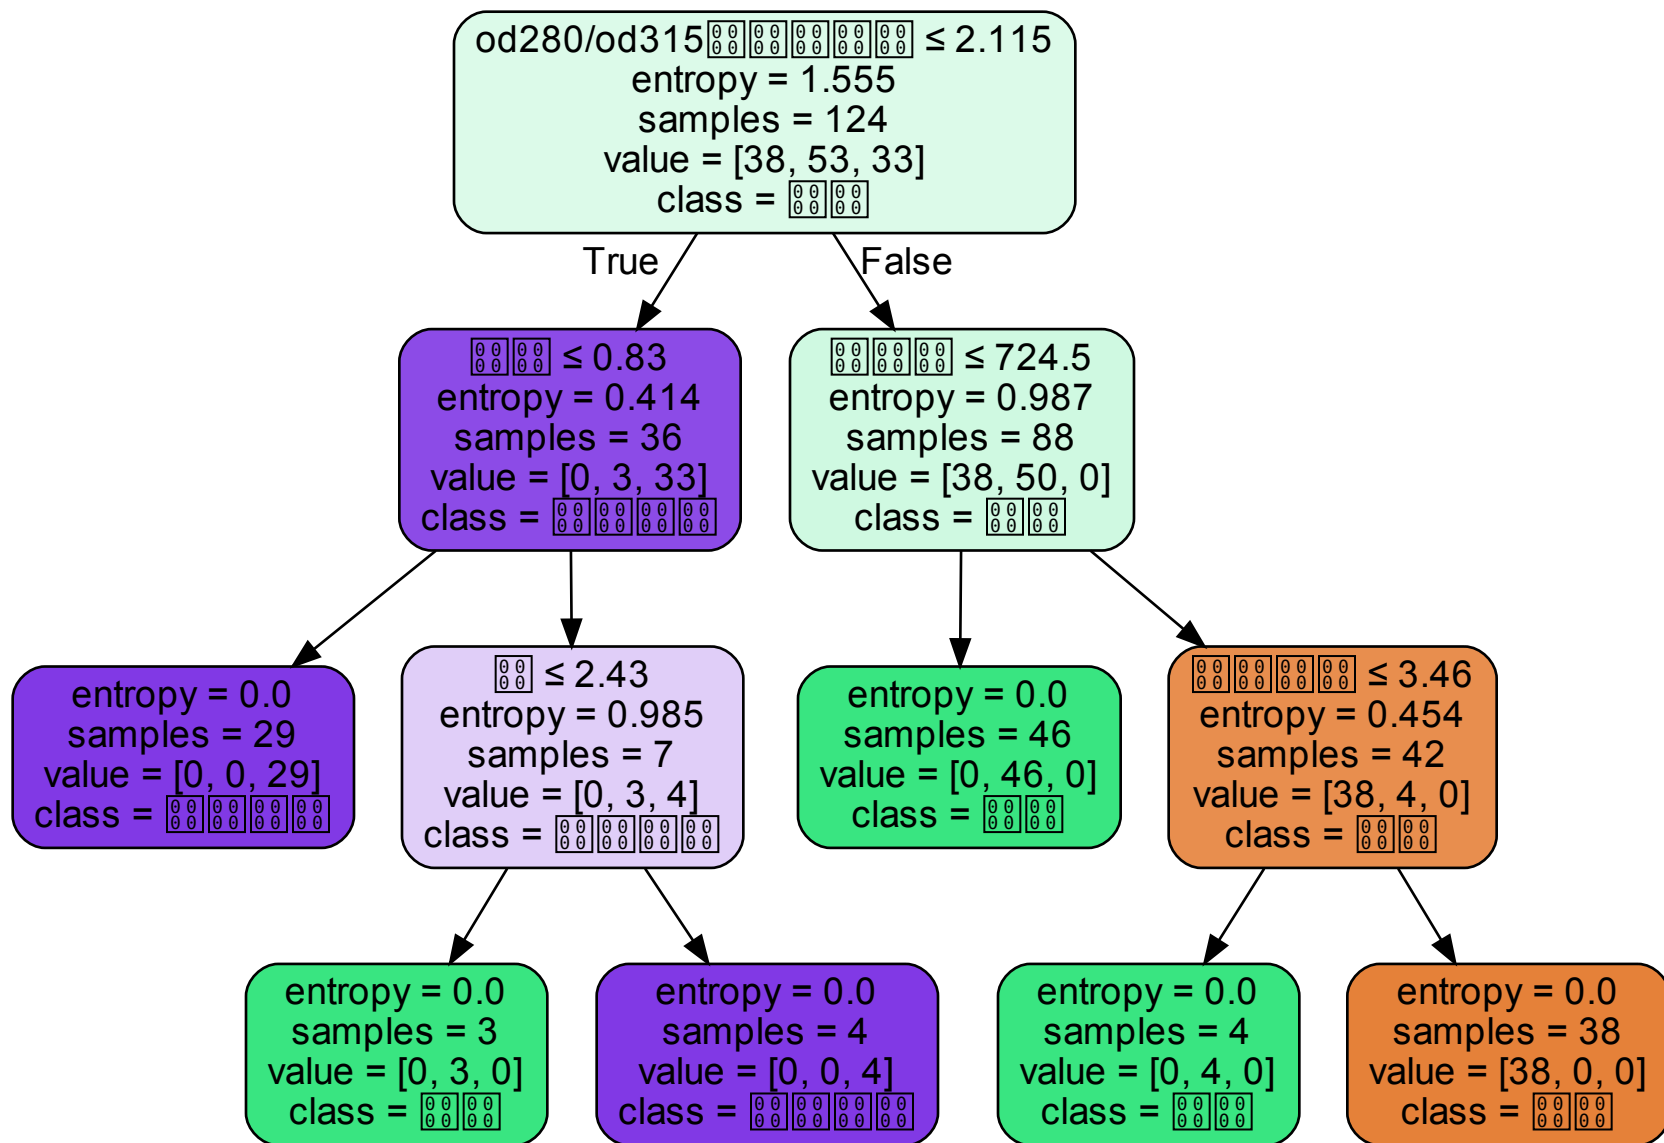 od280/od315 ≤ 2.115
entropy = 1.555
samples = 124
value = [38, 53, 33]
class =
True
False
≤ 0.83
entropy = 0.414
samples = 36
value = [0, 3, 33]
class =
≤ 724.5
entropy = 0.987
samples = 88
value = [38, 50, 0]
class =
entropy = 0.0
samples = 29
value = [0, 0, 29]
class =
≤ 2.43
entropy = 0.985
samples = 7
value = [0, 3, 4]
class =
entropy = 0.0
samples = 46
value = [0, 46, 0]
class =
≤ 3.46
entropy = 0.454
samples = 42
value = [38, 4, 0]
class =
entropy = 0.0
samples = 3
value = [0, 3, 0]
class =
entropy = 0.0
samples = 4
value = [0, 0, 4]
class =
entropy = 0.0
samples = 4
value = [0, 4, 0]
class =
entropy = 0.0
samples = 38
value = [38, 0, 0]
class =